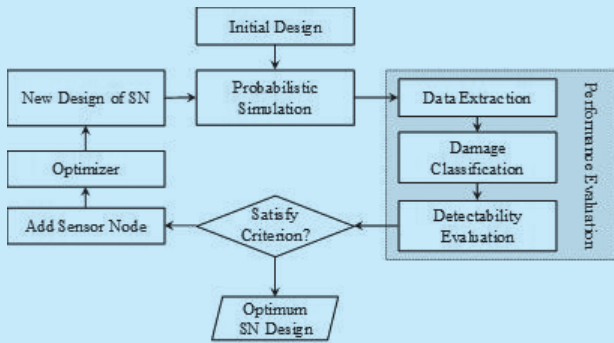 Initial Design
New Design of SN
Probabilistic
Simulation
Data Extraction
Damage
Classification
Detectability
Evaluation
Performance Evaluation
Optimizer
Add Sensor Node
Satisfy
Criterion?
Optimum
SN Design